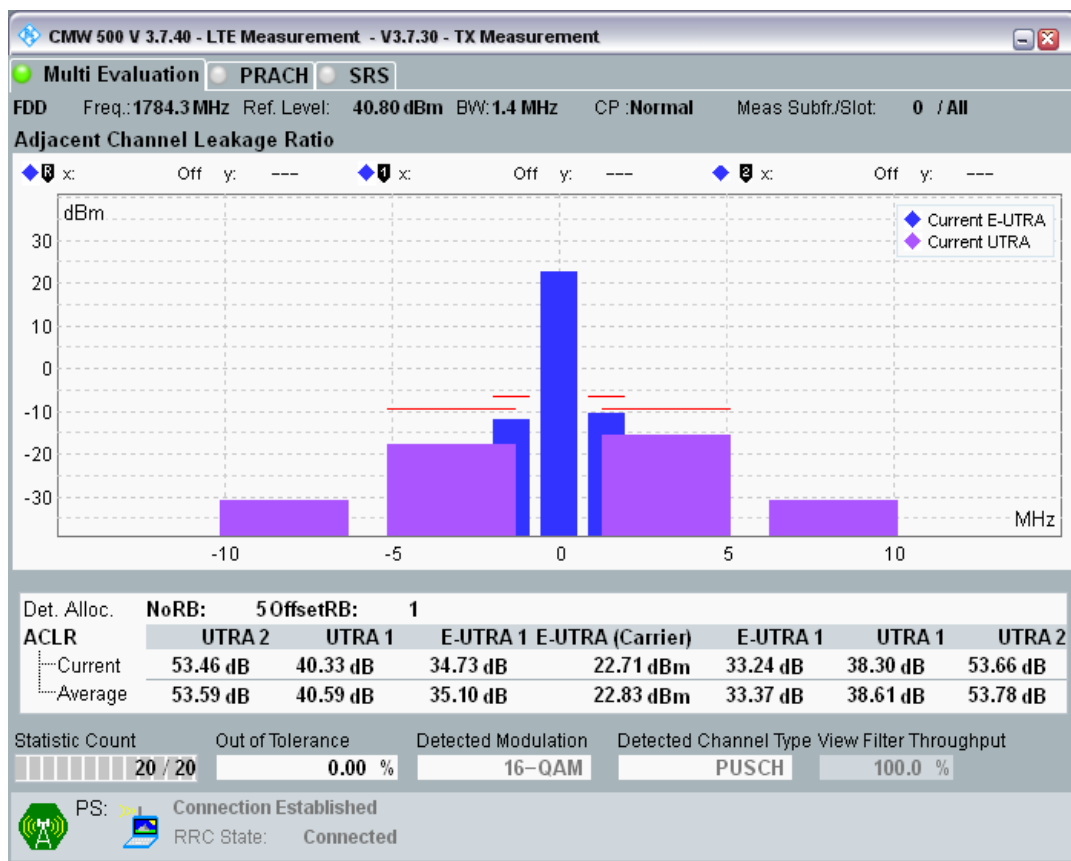 CMW 500 V 3.7.40 - LTE Measurement - V3.7.30 - TX Measurement
Multi Evaluation PRACH SRS
FDD Freq.: 1784.3 MHz Ref. Level: 40.80 dBm BW: 1.4 MHz CP : Normal Meas Subfr./Slot: 0 / All
Adjacent Channel Leakage Ratio
R x: Off y: --- 1 x: Off y: --- 2 x: Off y: ---
dBm
Current E-UTRA
Current UTRA
30
20
10
0
-10
-20
-30
MHz
-10 -5 0 5 10
Det. Alloc. NoRB: 5 OffsetRB: 1
ACLR UTRA 2 UTRA 1 E-UTRA 1 E-UTRA (Carrier) E-UTRA 1 UTRA 1 UTRA 2
Current 53.46 dB 40.33 dB 34.73 dB 22.71 dBm 33.24 dB 38.30 dB 53.66 dB
Average 53.59 dB 40.59 dB 35.10 dB 22.83 dBm 33.37 dB 38.61 dB 53.78 dB
Statistic Count Out of Tolerance Detected Modulation Detected Channel Type View Filter Throughput
20 / 20 0.00 % 16-QAM PUSCH 100.0 %
PS: Connection Established
RRC State: Connected